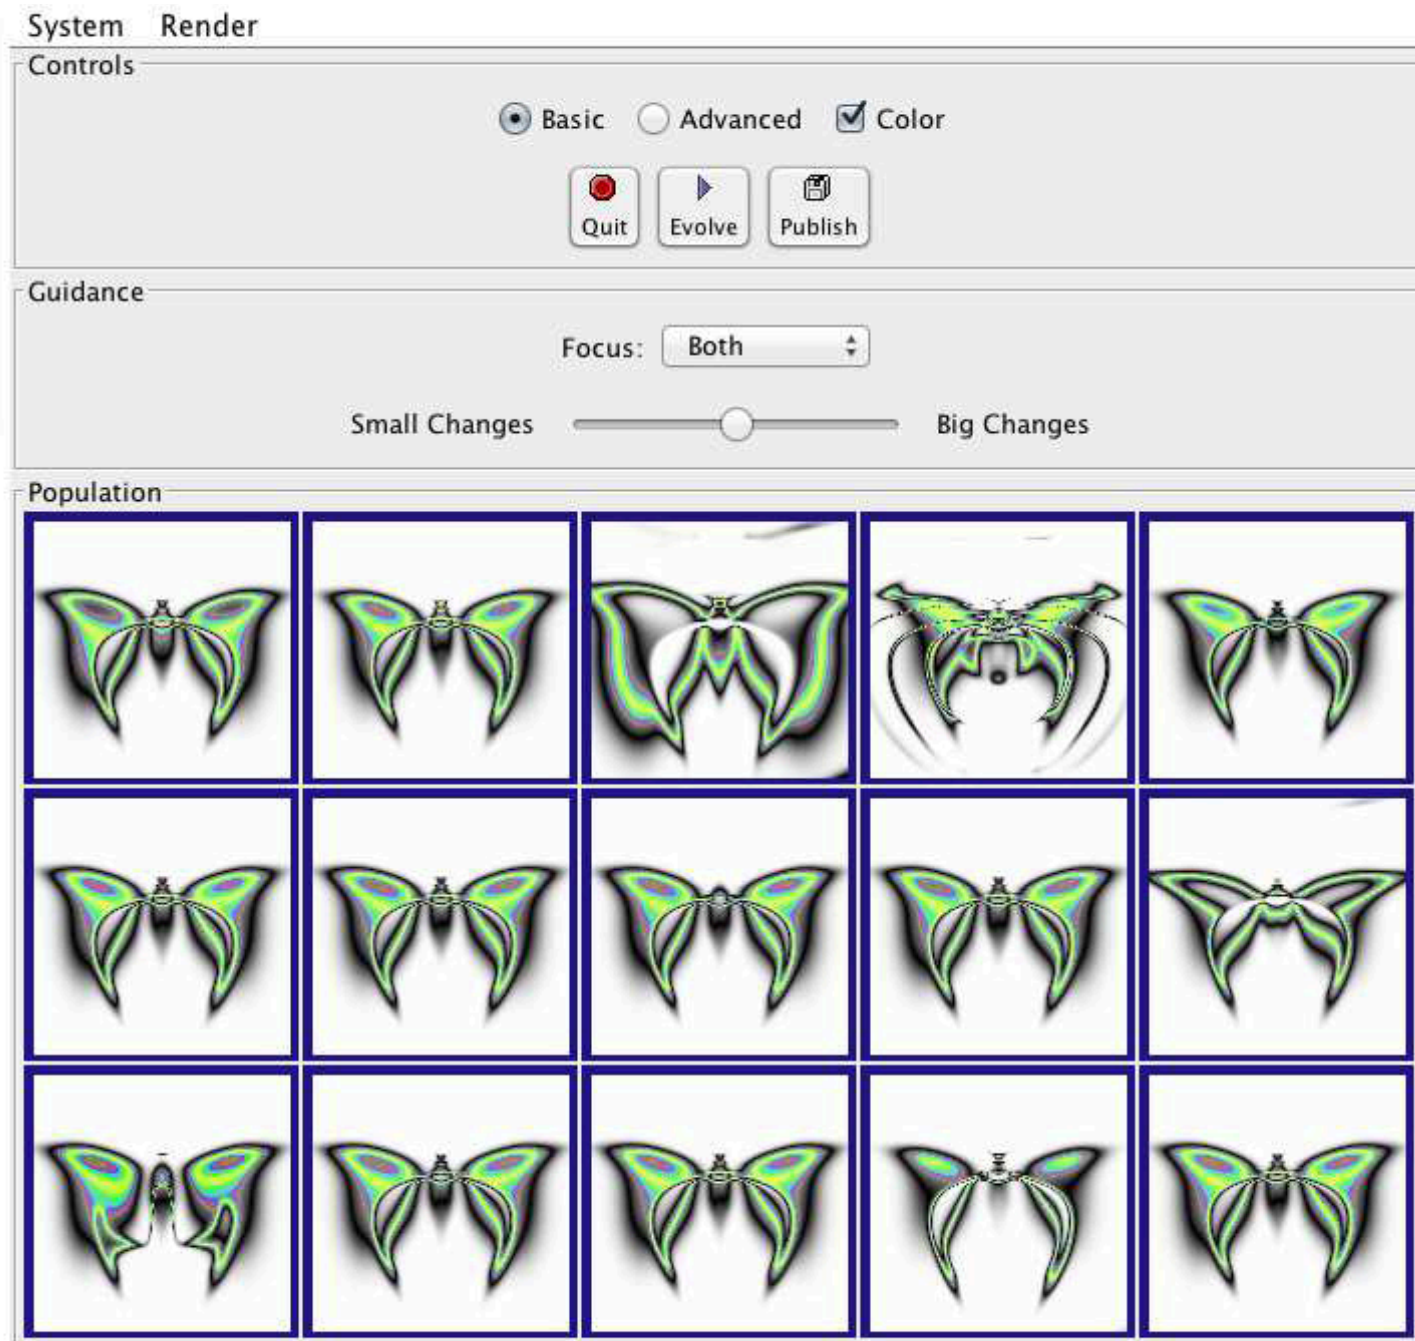 System Render
Controls
Basic Advanced Color
Quit Evolve Publish
Guidance
Focus: Both
Small Changes Big Changes
Population